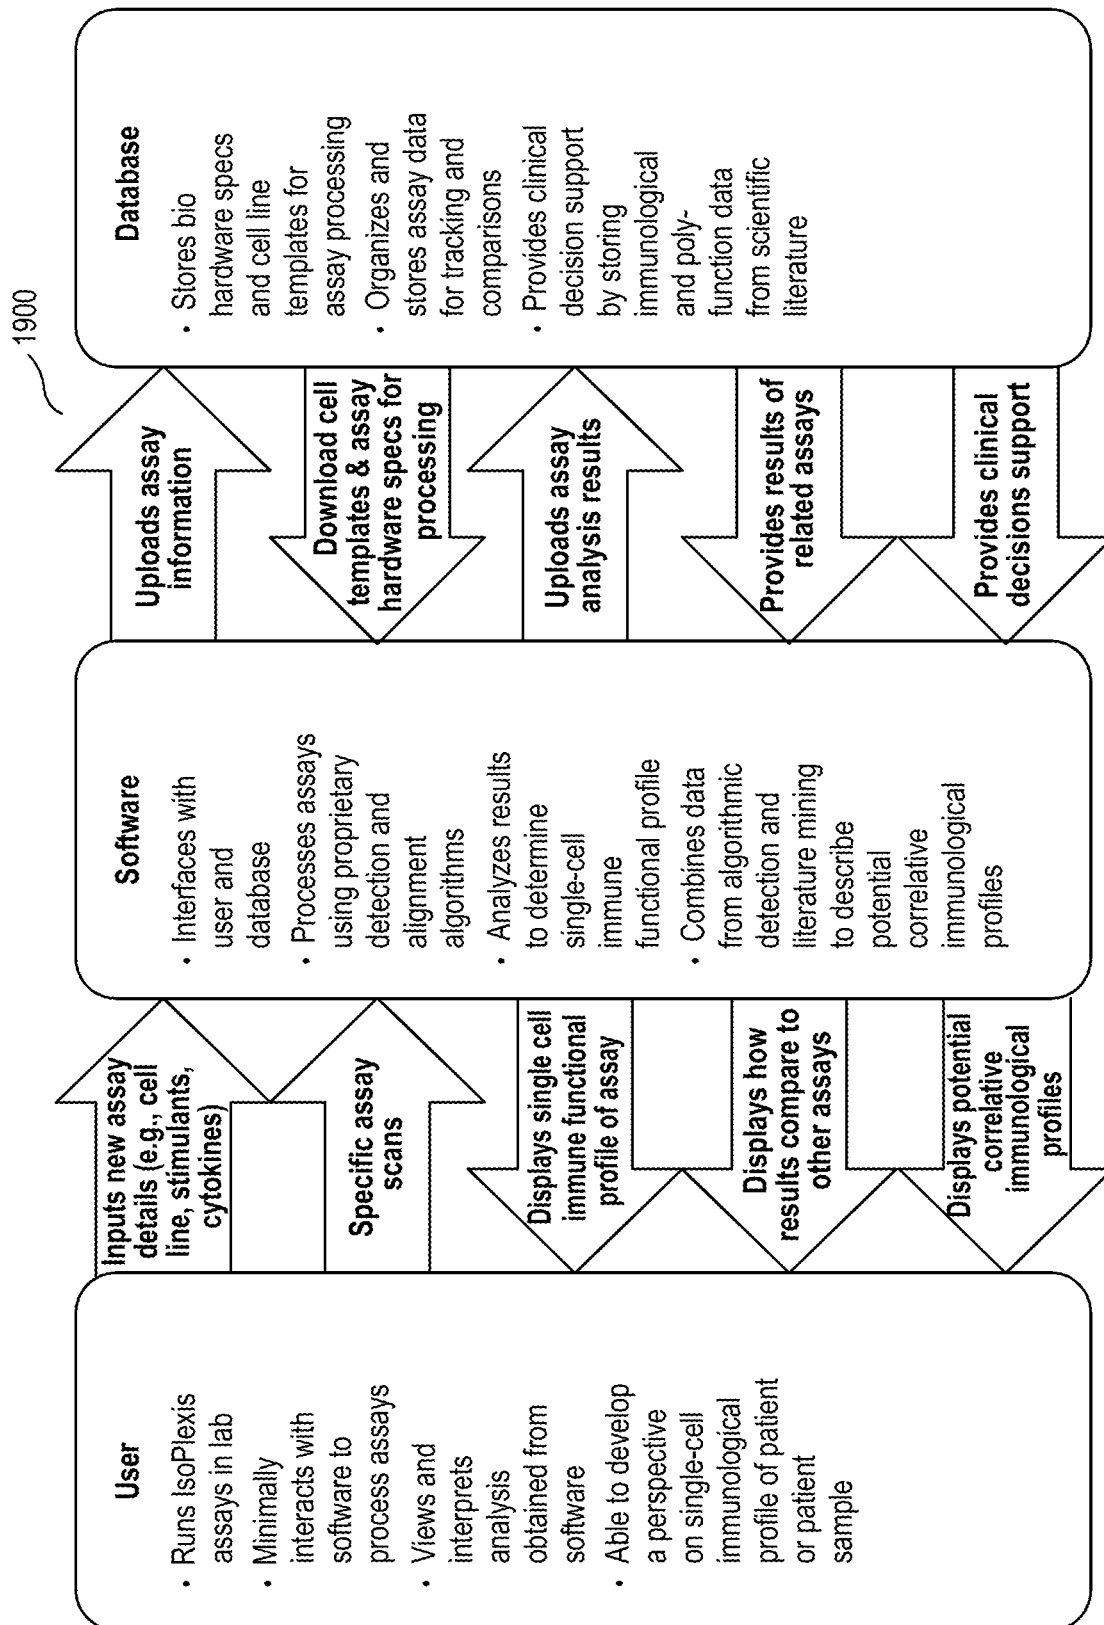 1900
User
• Runs IsoPlexis
assays in lab
• Minimally
interacts with
software to
process assays
• Views and
interprets
analysis
obtained from
software
• Able to develop
a perspective
on single-cell
immunological
profile of patient
or patient
sample
Inputs new assay
details (e.g., cell
line, stimulants,
cytokines)
Specific assay
scans
Displays single cell
immune functional
profile of assay
Displays how
results compare to
other assays
Displays potential
correlative
immunological
profiles
Software
• Interfaces with
user and
database
• Processes assays
using proprietary
detection and
alignment
algorithms
• Analyzes results
to determine
single-cell
immune
functional profile
• Combines data
from algorithmic
detection and
literature mining
to describe
potential
correlative
immunological
profiles
Uploads assay
information
Download cell
templates & assay
hardware specs for
processing
Uploads assay
analysis results
Provides results of
related assays
Provides clinical
decisions support
Database
• Stores bio
hardware specs
and cell line
templates for
assay processing
• Organizes and
stores assay data
for tracking and
comparisons
• Provides clinical
decision support
by storing
immunological
and poly-
function data
from scientific
literature